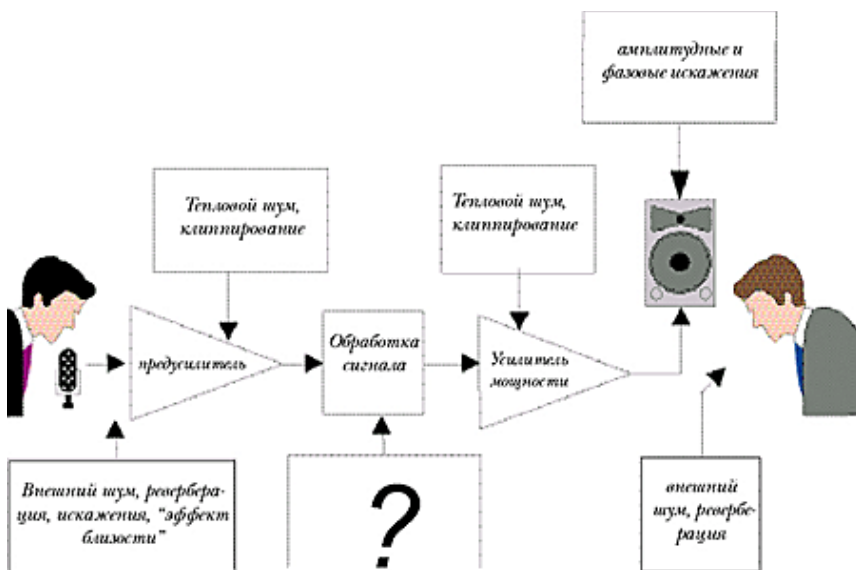 амплитудные и
фазовые искажения
Тепловой шум,
клиппирование
Тепловой шум,
клиппирование
предусилитель
Обработка
сигнала
Усилитель
мощности
Внешний шум, ревербера-
ция, искажения, "эффект
близости"
?
внешний
шум, ревербе-
рация